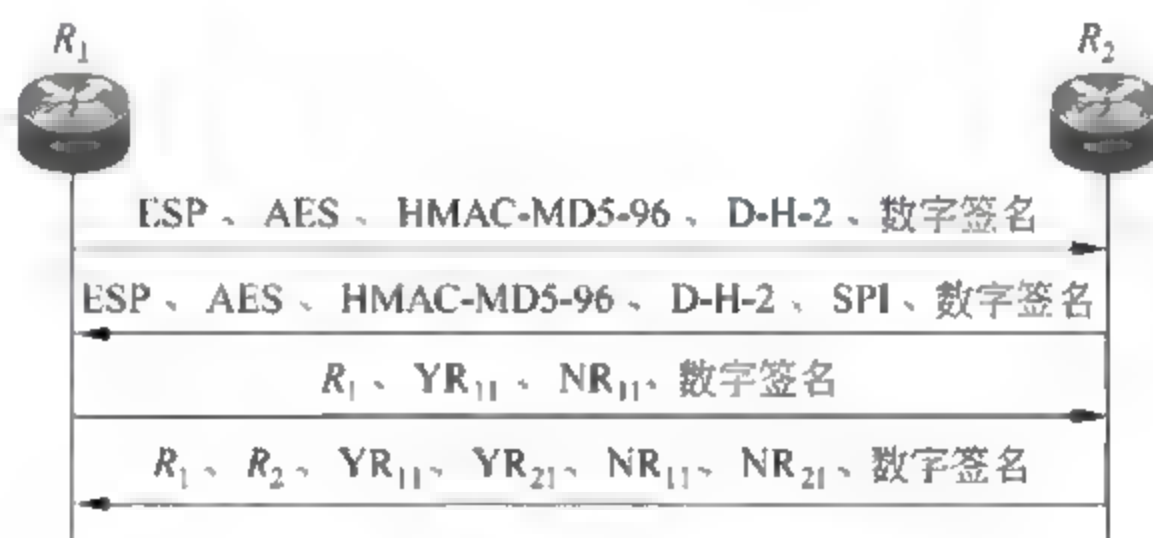 R₁
R₂
ESP、AES、HMAC-MD5-96、D-H-2、数字签名
ESP、AES、HMAC-MD5-96、D-H-2、SPI、数字签名
R₁、YR₁₁、NR₁₁、数字签名
R₁、R₂、YR₁₁、YR₂₁、NR₁₁、NR₂₁、数字签名